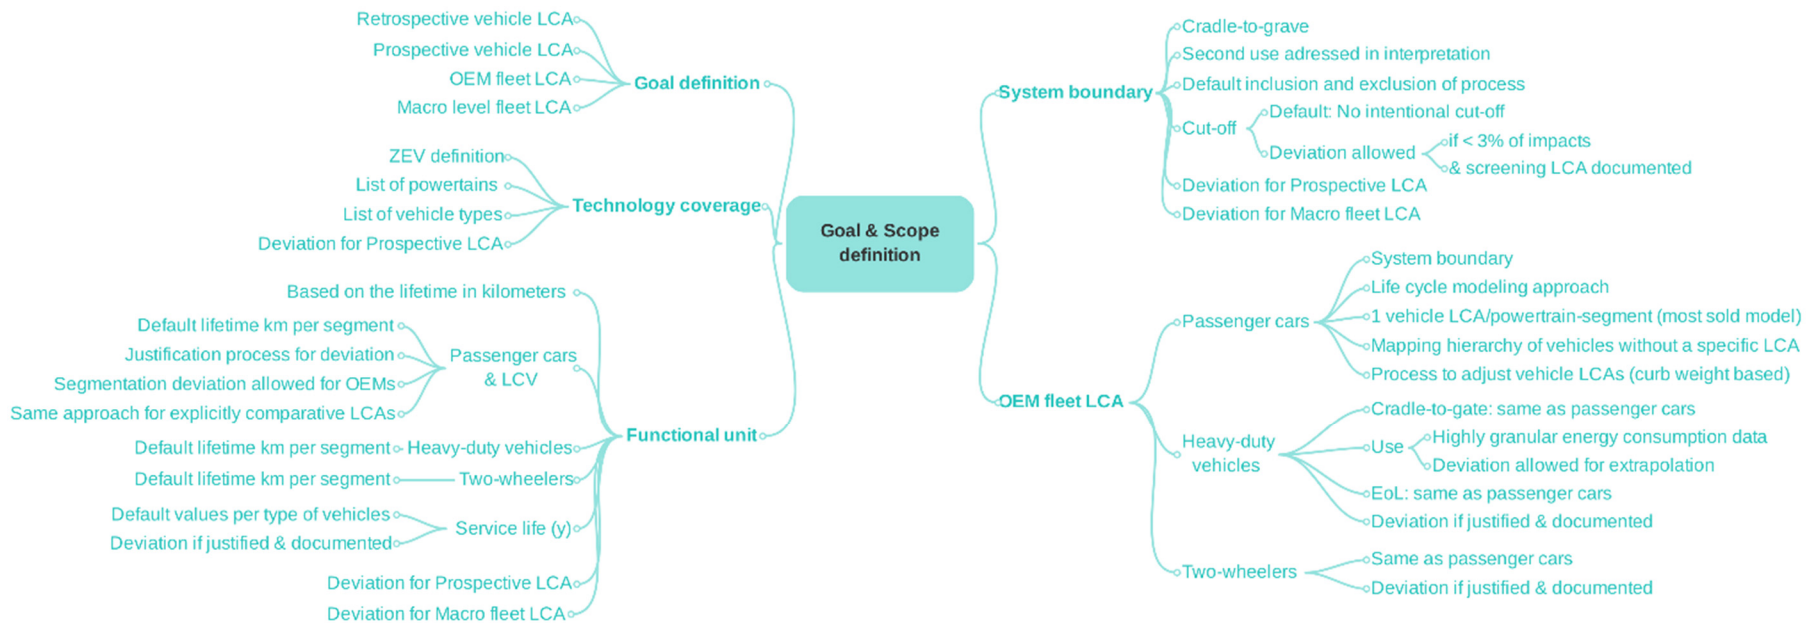 Goal & Scope
definition
Goal definition
Retrospective vehicle LCA
Prospective vehicle LCA
OEM fleet LCA
Macro level fleet LCA
Technology coverage
ZEV definition
List of powertains
List of vehicle types
Deviation for Prospective LCA
Functional unit
Based on the lifetime in kilometers
Passenger cars
& LCV
Default lifetime km per segment
Justification process for deviation
Segmentation deviation allowed for OEMs
Same approach for explicitly comparative LCAs
Heavy-duty vehicles
Default lifetime km per segment
Two-wheelers
Default lifetime km per segment
Service life (y)
Default values per type of vehicles
Deviation if justified & documented
Deviation for Prospective LCA
Deviation for Macro fleet LCA
System boundary
Cradle-to-grave
Second use adressed in interpretation
Default inclusion and exclusion of process
Cut-off
Default: No intentional cut-off
Deviation allowed
if < 3% of impacts
& screening LCA documented
Deviation for Prospective LCA
Deviation for Macro fleet LCA
OEM fleet LCA
Passenger cars
System boundary
Life cycle modeling approach
1 vehicle LCA/powertrain-segment (most sold model)
Mapping hierarchy of vehicles without a specific LCA
Process to adjust vehicle LCAs (curb weight based)
Heavy-duty
vehicles
Cradle-to-gate: same as passenger cars
Use
Highly granular energy consumption data
Deviation allowed for extrapolation
EoL: same as passenger cars
Deviation if justified & documented
Two-wheelers
Same as passenger cars
Deviation if justified & documented